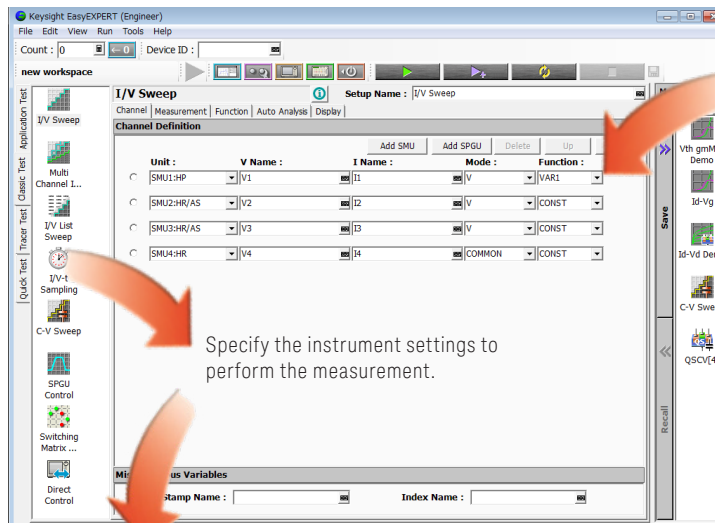 Keysight EasyEXPERT (Engineer)
File Edit View Run Tools Help
Count : 0 Device ID :
new workspace
Application Test
Classic Test
Tracer Test
Quick Test
I/V Sweep
Multi
Channel I...
I/V List
Sweep
I/V-t
Sampling
C-V Sweep
SPGU
Control
Switching
Matrix ...
Direct
Control
I/V Sweep Setup Name : I/V Sweep
Channel Measurement Function Auto Analysis Display
Channel Definition
Add SMU Add SPGU Delete Up
Unit : V Name : I Name : Mode : Function :
SMU1:HP V1 I1 V VAR1
SMU2:HR/AS V2 I2 V CONST
SMU3:HR/AS V3 I3 V CONST
SMU4:HR V4 I4 COMMON CONST
Specify the instrument settings to
perform the measurement.
Variables
Stamp Name : Index Name :
Save
Recall
Vth gmM
Demo
Id-Vg
Id-Vd De
C-V Swe
QSCV[4